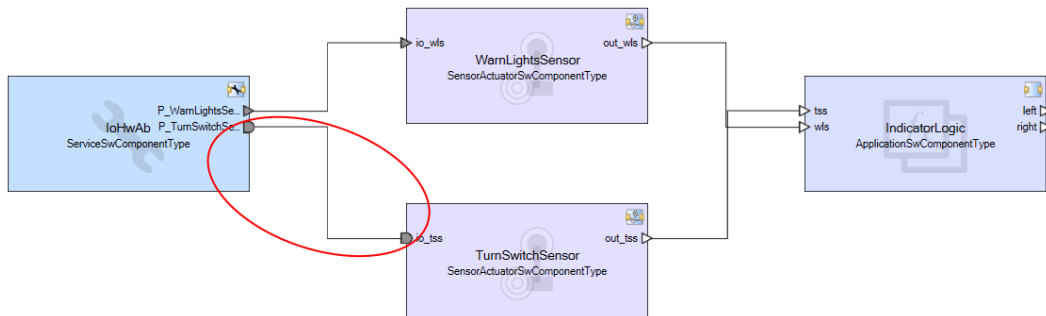 io_wls
out_wls
WarnLightsSensor
SensorActuatorSwComponentType
P_WarnLightsSe...
P_TurnSwitchSe...
IoHwAb
ServiceSwComponentType
tss
wls
left
right
IndicatorLogic
ApplicationSwComponentType
io_tss
out_tss
TurnSwitchSensor
SensorActuatorSwComponentType